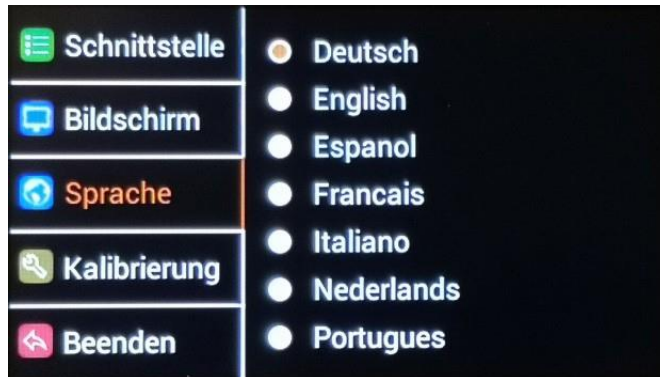 Schnittstelle
Bildschirm
Sprache
Kalibrierung
Beenden
Deutsch
English
Espanol
Francais
Italiano
Nederlands
Portugues